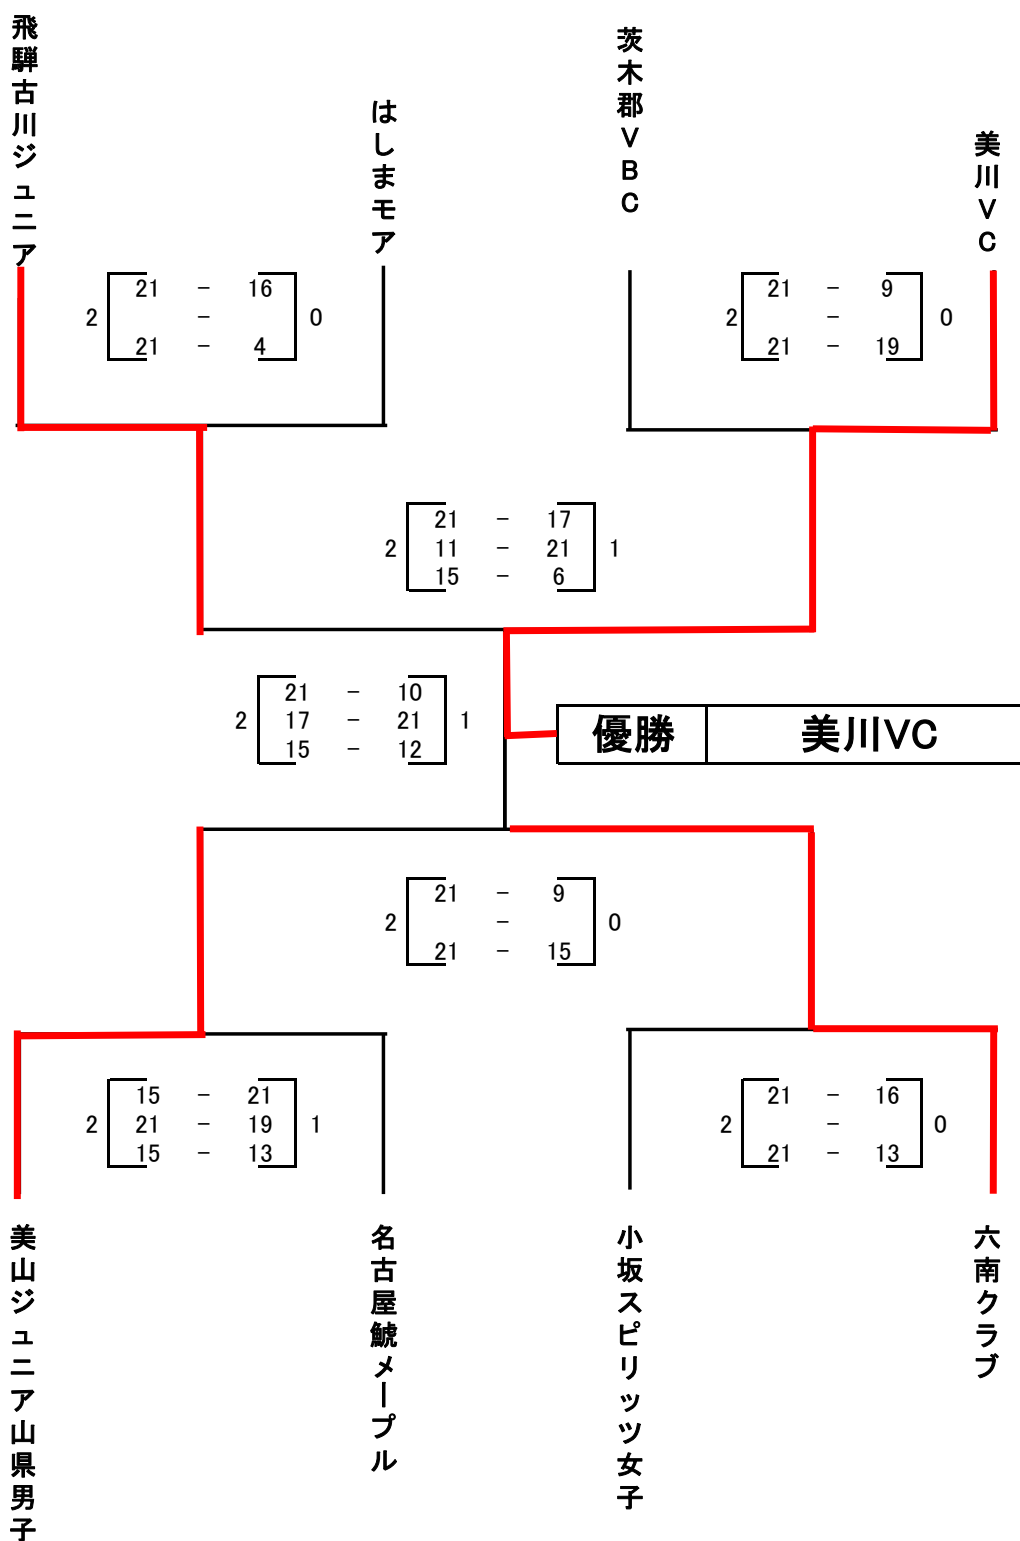 飛騨古川ジュニア
はしまモア
茨木郡VBC
美川VC
21 - 16
2 - 0
21 - 4
21 - 9
2 - 0
21 - 19
21 - 17
2 11 - 21 1
15 - 6
21 - 10
2 17 - 21 1
15 - 12
優勝 美川VC
21 - 9
2 - 0
21 - 15
15 - 21
2 21 - 19 1
15 - 13
21 - 16
2 - 0
21 - 13
美山ジュニア山県男子
名古屋鯱メープル
小坂スピリッツ女子
六南クラブ